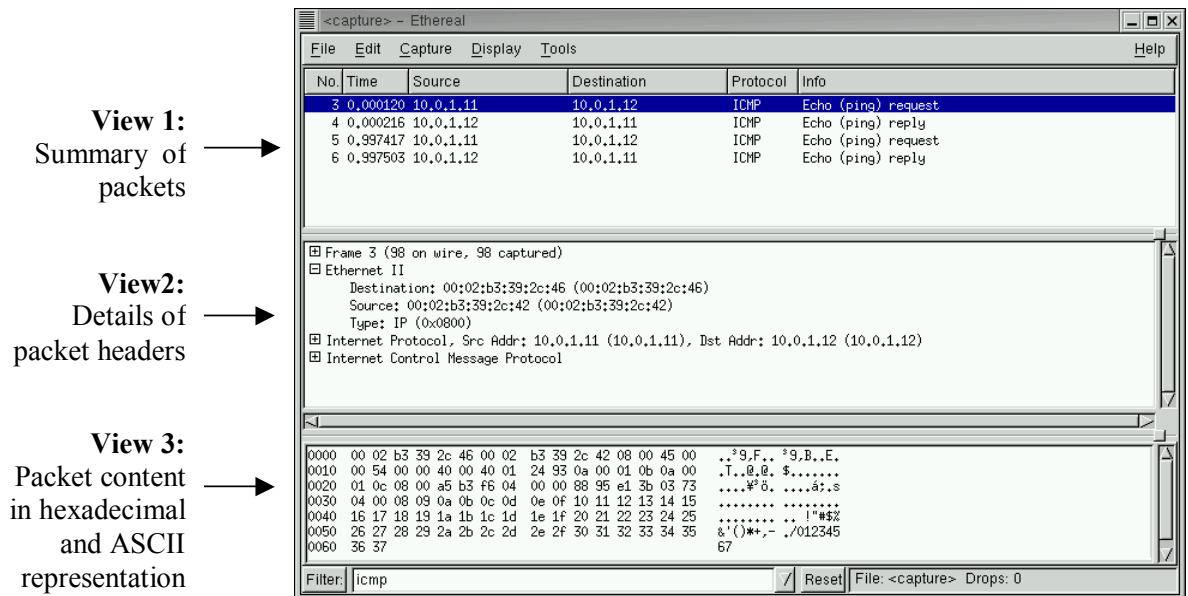 <capture> - Ethereal
File Edit Capture Display Tools Help
No. Time Source Destination Protocol Info
3 0.000120 10.0.1.11 10.0.1.12 ICMP Echo (ping) request
4 0.000216 10.0.1.12 10.0.1.11 ICMP Echo (ping) reply
5 0.997417 10.0.1.11 10.0.1.12 ICMP Echo (ping) request
6 0.997503 10.0.1.12 10.0.1.11 ICMP Echo (ping) reply
View 1:
Summary of
packets
Frame 3 (98 on wire, 98 captured)
Ethernet II
Destination: 00:02:b3:39:2c:46 (00:02:b3:39:2c:46)
Source: 00:02:b3:39:2c:42 (00:02:b3:39:2c:42)
Type: IP (0x0800)
Internet Protocol, Src Addr: 10.0.1.11 (10.0.1.11), Dst Addr: 10.0.1.12 (10.0.1.12)
Internet Control Message Protocol
View2:
Details of
packet headers
0000 00 02 b3 39 2c 46 00 02 b3 39 2c 42 08 00 45 00 ..³9,F.. ³9,B..E.
0010 00 54 00 00 40 00 40 01 24 93 0a 00 01 0b 0a 00 .T..@.@. $.......
0020 01 0c 08 00 a5 b3 f6 04 00 00 88 95 e1 3b 03 73 ....¥³ö. ....á;.s
0030 04 00 08 09 0a 0b 0c 0d 0e 0f 10 11 12 13 14 15 ........ ........
0040 16 17 18 19 1a 1b 1c 1d 1e 1f 20 21 22 23 24 25 ........ .. !"#$%
0050 26 27 28 29 2a 2b 2c 2d 2e 2f 30 31 32 33 34 35 &'()*+,- ./012345
0060 36 37 67
View 3:
Packet content
in hexadecimal
and ASCII
representation
Filter: icmp Reset File: <capture> Drops: 0